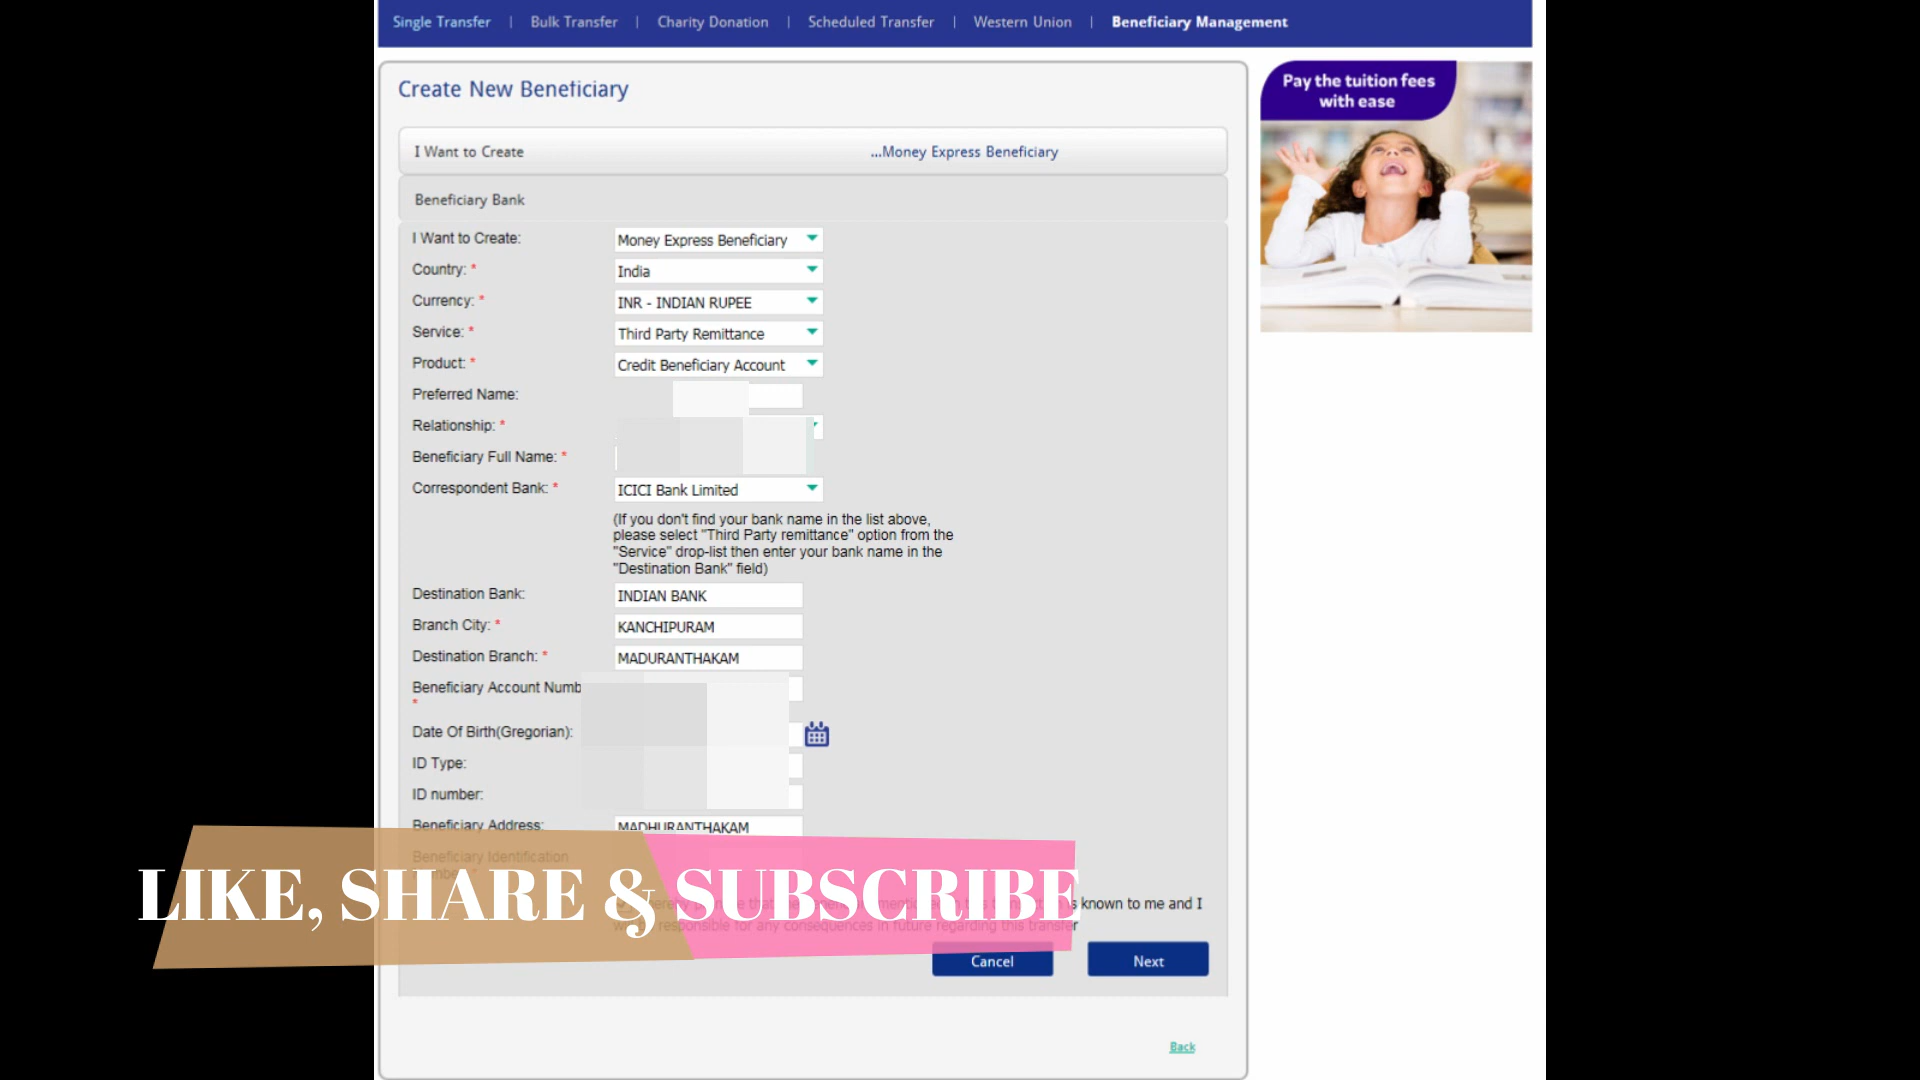 Single Transfer | Bulk Transfer | Charity Donation | Scheduled Transfer | Western Union | Beneficiary Management
Create New Beneficiary
Pay the tuition fees
with ease
I Want to Create ...Money Express Beneficiary
Beneficiary Bank
I Want to Create: Money Express Beneficiary
Country: * India
Currency: * INR - INDIAN RUPEE
Service: * Third Party Remittance
Product: * Credit Beneficiary Account
Preferred Name:
Relationship: *
Beneficiary Full Name: *
Correspondent Bank: * ICICI Bank Limited
(If you don't find your bank name in the list above,
please select "Third Party remittance" option from the
"Service" drop-list then enter your bank name in the
"Destination Bank" field)
Destination Bank: INDIAN BANK
Branch City: * KANCHIPURAM
Destination Branch: * MADURANTHAKAM
Beneficiary Account Numb
*
Date Of Birth(Gregorian):
ID Type:
ID number:
Beneficiary Address: MADHURANTHAKAM
Beneficiary Identification
LIKE, SHARE & SUBSCRIBE
is known to me and I
responsible for any consequences in future regarding this transfer
Cancel Next
Back